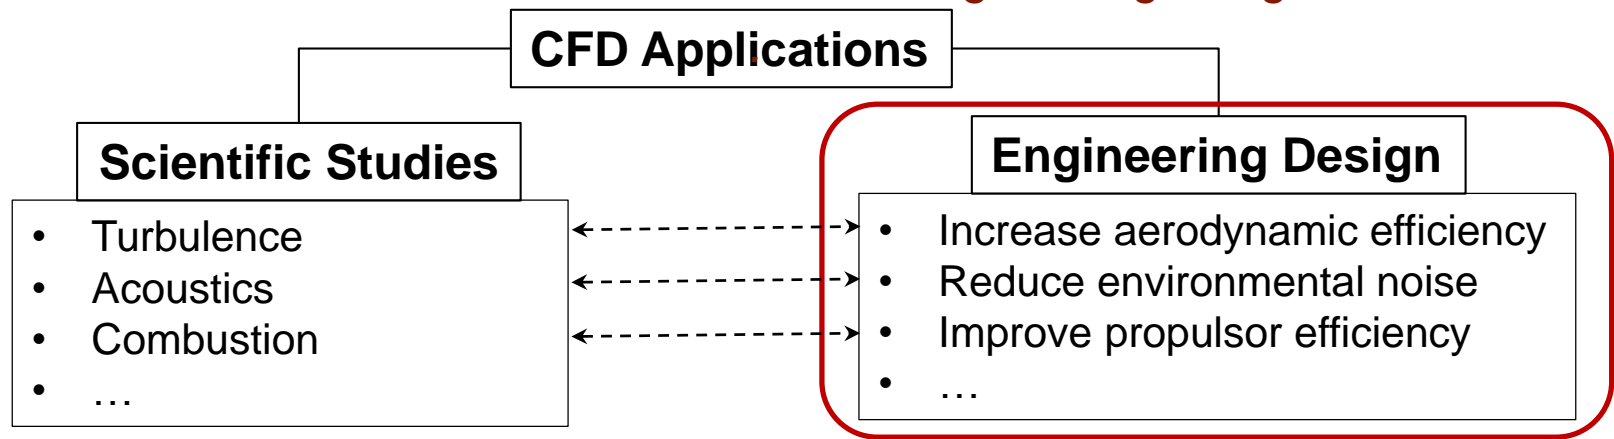 CFD Applications
Scientific Studies
• Turbulence
• Acoustics
• Combustion
• …
Engineering Design
• Increase aerodynamic efficiency
• Reduce environmental noise
• Improve propulsor efficiency
• …